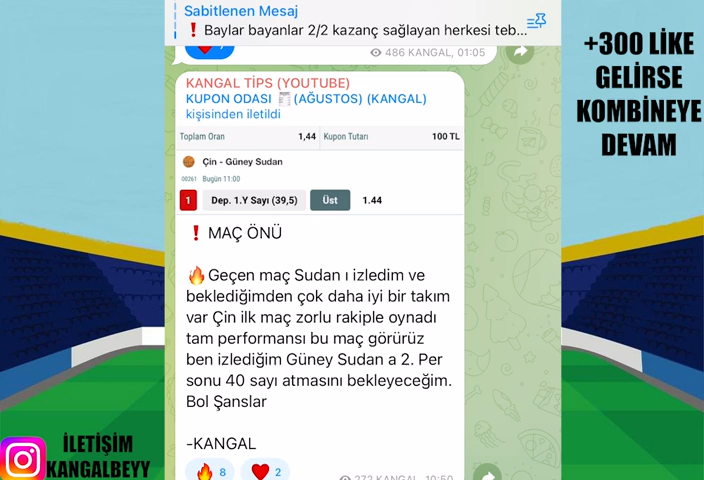 Sabitlenen Mesaj
❗ Baylar bayanlar 2/2 kazanç sağlayan herkesi teb...
486 KANGAL, 01:05
KANGAL TİPS (YOUTUBE)
KUPON ODASI 🧾 (AĞUSTOS) (KANGAL)
kişisinden iletildi
Toplam Oran 1,44 Kupon Tutarı 100 TL
Çin - Güney Sudan
00261 Bugün 11:00
1 Dep. 1.Y Sayı (39,5) Üst 1.44
❗ MAÇ ÖNÜ
🔥Geçen maç Sudan ı izledim ve
beklediğimden çok daha iyi bir takım
var Çin ilk maç zorlu rakiple oynadı
tam performansı bu maç görürüz
ben izlediğim Güney Sudan a 2. Per
sonu 40 sayı atmasını bekleyeceğim.
Bol Şanslar
-KANGAL
🔥 8 ❤️ 2
272 KANGAL, 10:50
+300 LİKE
GELİRSE
KOMBİNEYE
DEVAM
İLETİŞİM
KANGALBEYY